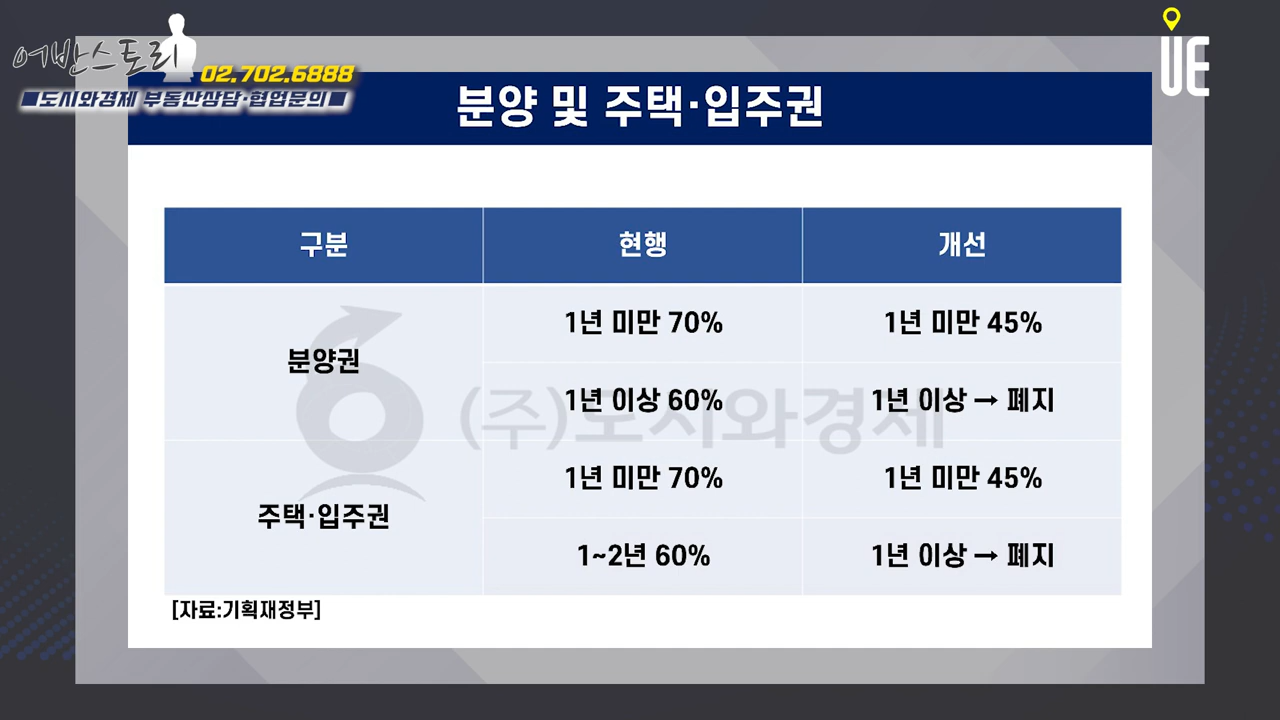 어반스토리
02.702.6888
■도시와경제 부동산상담·협업문의■
UE
분양 및 주택·입주권
구분 현행 개선
분양권
1년 미만 70% 1년 미만 45%
1년 이상 60% 1년 이상 → 폐지
주택·입주권
1년 미만 70% 1년 미만 45%
1~2년 60% 1년 이상 → 폐지
(주)도시와경제
[자료:기획재정부]